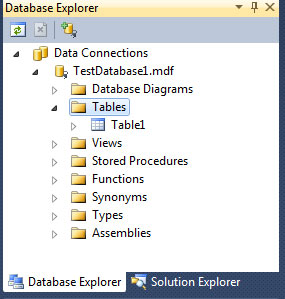 Database Explorer
Data Connections
TestDatabase1.mdf
Database Diagrams
Tables
Table1
Views
Stored Procedures
Functions
Synonyms
Types
Assemblies
Database Explorer
Solution Explorer